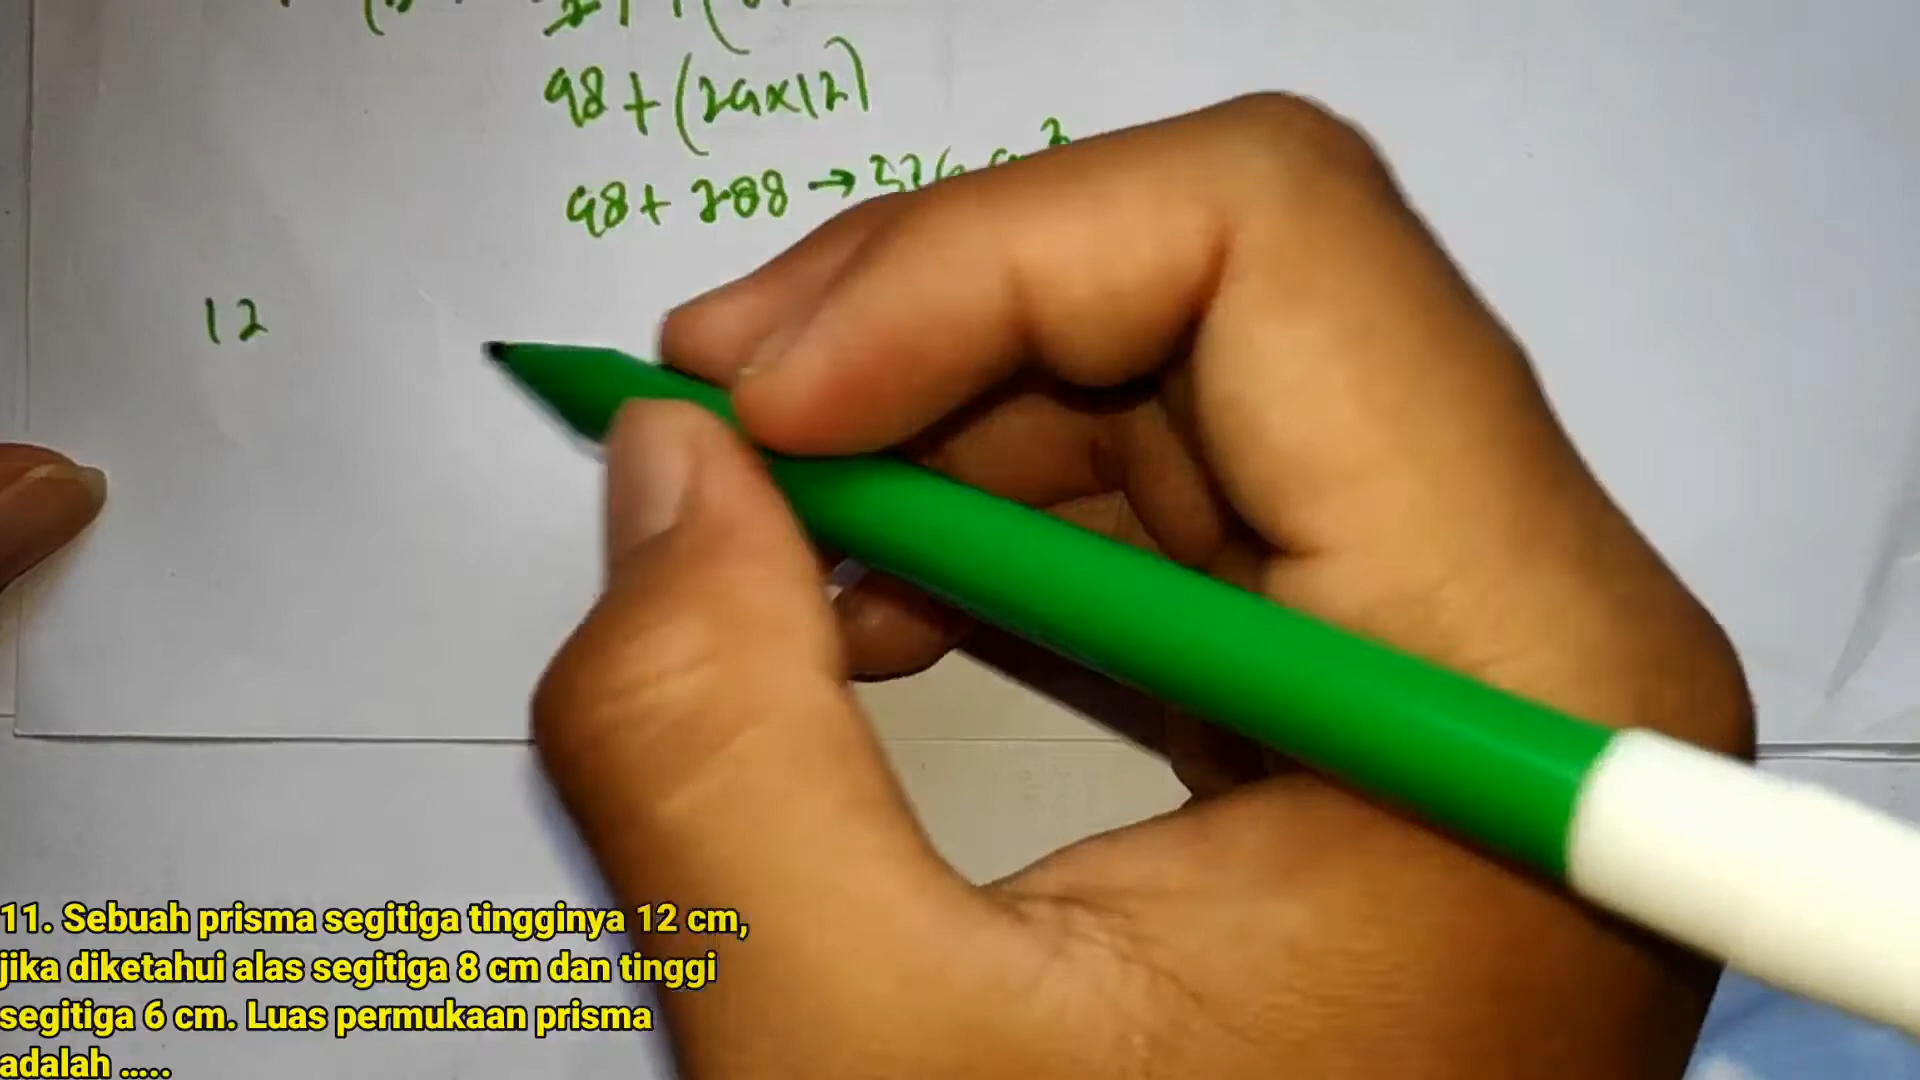 98 + (24x12)
48 + 288 →
12
11. Sebuah prisma segitiga tingginya 12 cm,
jika diketahui alas segitiga 8 cm dan tinggi
segitiga 6 cm. Luas permukaan prisma
adalah .....